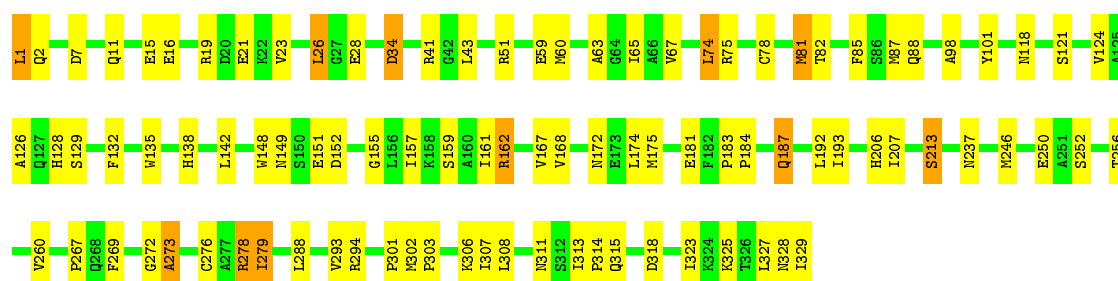 L1 Q2 D7 Q11 E15 E16 R19 D20 E21 K22 V23 L26 G27 E28 D34 R41 G42 L43 R51 E59 M60 A63 G64 I65 A66 V67 L74 R75 C78 M81 T82 F85 S86 M87 Q88 A98 Y101 N118 S121 V124 A125
A126 Q127 H128 S129 F132 W135 H138 L142 W148 N149 S150 E151 D152 G155 L156 I157 K158 S159 A160 I161 R162 V167 V168 N172 E173 L174 M175 E181 F182 P183 P184 Q187 L192 I193 H206 I207 S213 N237 M246 E250 A251 S252 T256
V260 P267 Q268 F269 G272 A273 C276 A277 R278 I279 L288 V293 R294 P301 M302 P303 K306 I307 L308 N311 S312 I313 P314 Q315 D318 I323 K324 K325 T326 L327 N328 I329